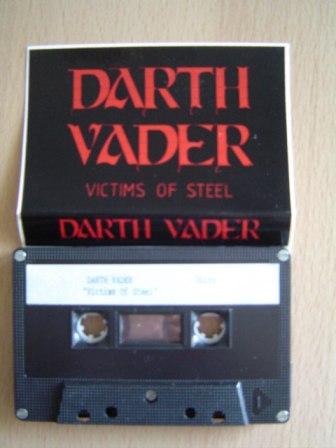 DARTH
VADER
VICTIMS OF STEEL
DARTH VADER
DARTH VADER
"Victims Of Steel"